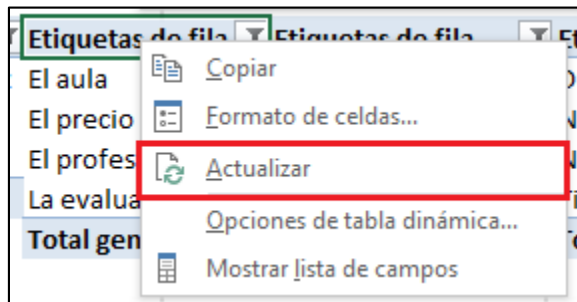 Etiquetas de fila Etiquetas de fila
El aula
Copiar
El precio
Formato de celdas...
El profes
Actualizar
La evalua
Opciones de tabla dinámica...
Total gen
Mostrar lista de campos